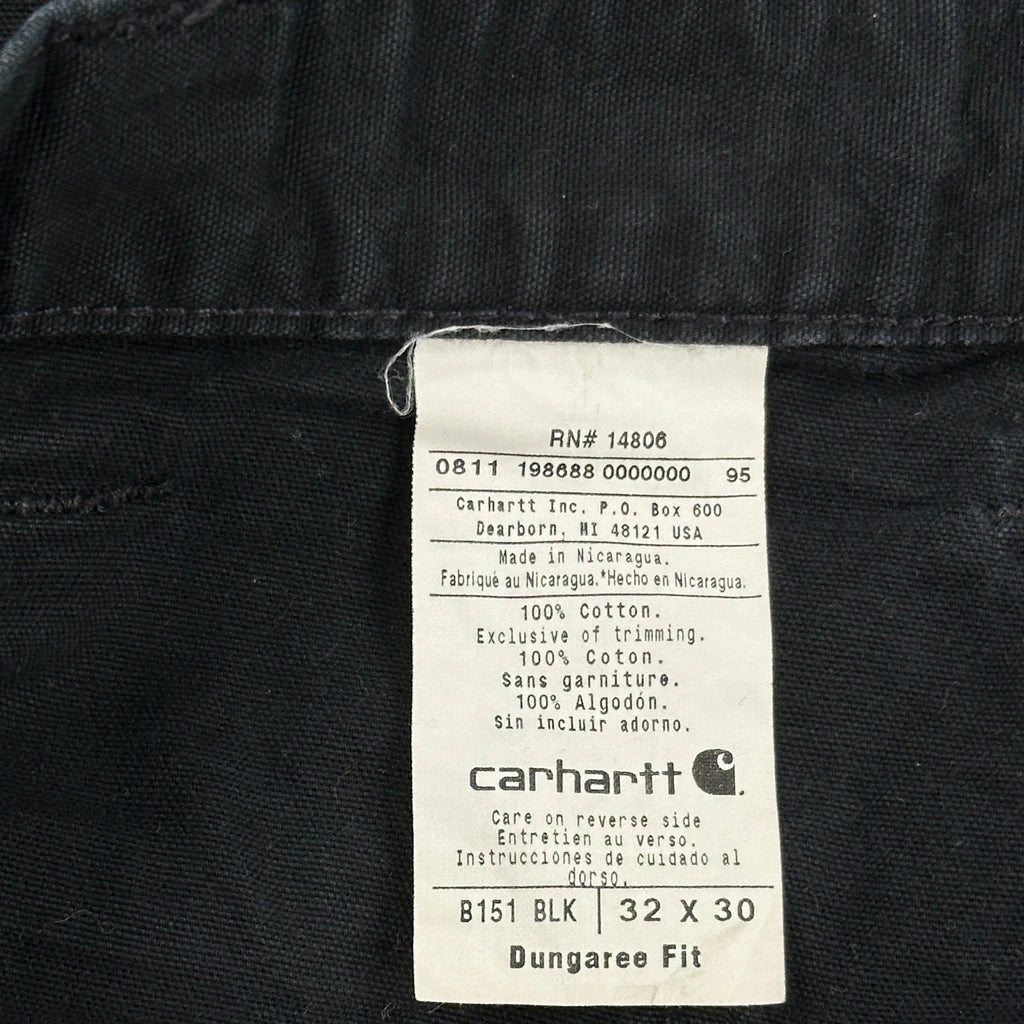 RN# 14806
0811 198688 0000000 95
Carhartt Inc. P.O. Box 600
Dearborn, MI 48121 USA
Made in Nicaragua.
Fabriqué au Nicaragua.*Hecho en Nicaragua.
100% Cotton.
Exclusive of trimming.
100% Coton.
Sans garniture.
100% Algodón.
Sin incluir adorno.
carhartt
Care on reverse side
Entretien au verso.
Instrucciones de cuidado al
dorso.
B151 BLK | 32 X 30
Dungaree Fit